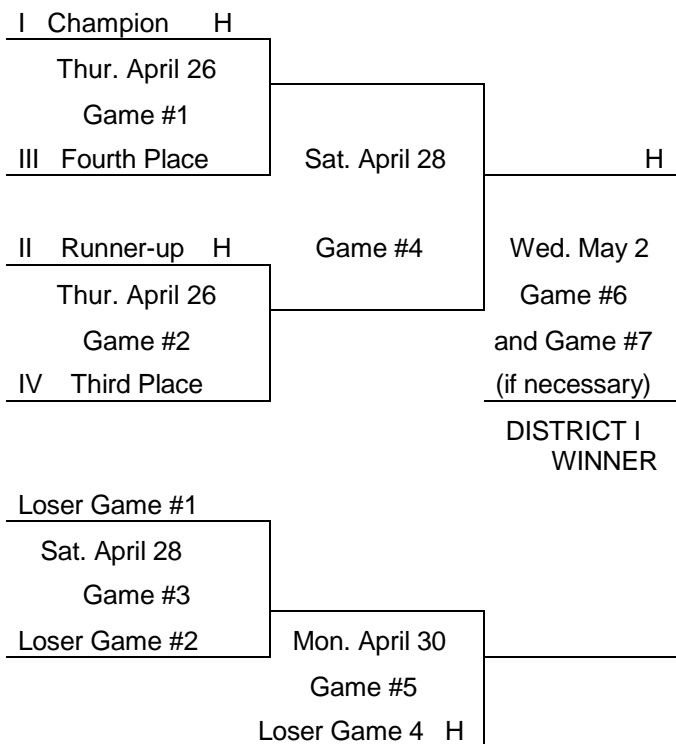 I Champion H
Thur. April 26
Game #1
III Fourth Place
Sat. April 28
H
II Runner-up H
Game #4
Wed. May 2
Thur. April 26
Game #6
Game #2
and Game #7
IV Third Place
(if necessary)
DISTRICT I
WINNER
Loser Game #1
Sat. April 28
Game #3
Loser Game #2
Mon. April 30
Game #5
Loser Game 4 H